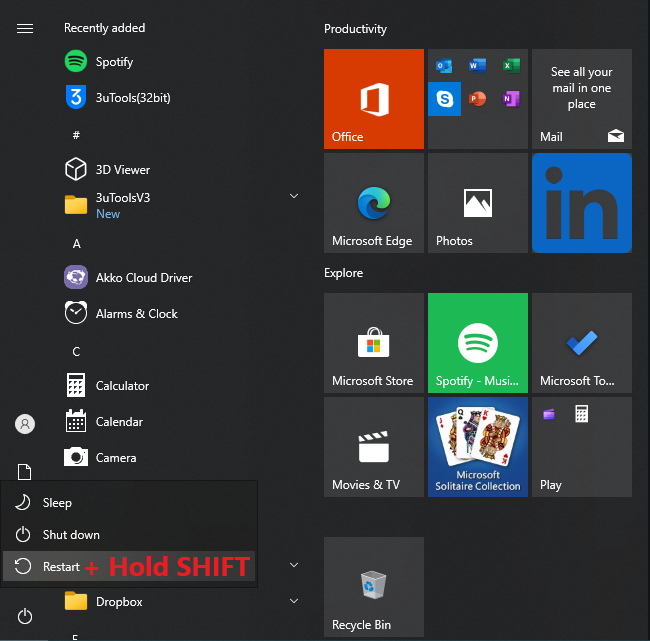 Recently added
Spotify
3uTools(32bit)
#
3D Viewer
3uToolsV3
New
A
Akko Cloud Driver
Alarms & Clock
C
Calculator
Calendar
Camera
Sleep
Shut down
Restart + Hold SHIFT
Dropbox
Productivity
Office
See all your
mail in one
place
Mail
Microsoft Edge
Photos
in
Explore
Microsoft Store
Spotify - Musi...
Microsoft To...
Movies & TV
Microsoft
Solitaire Collection
Play
Recycle Bin